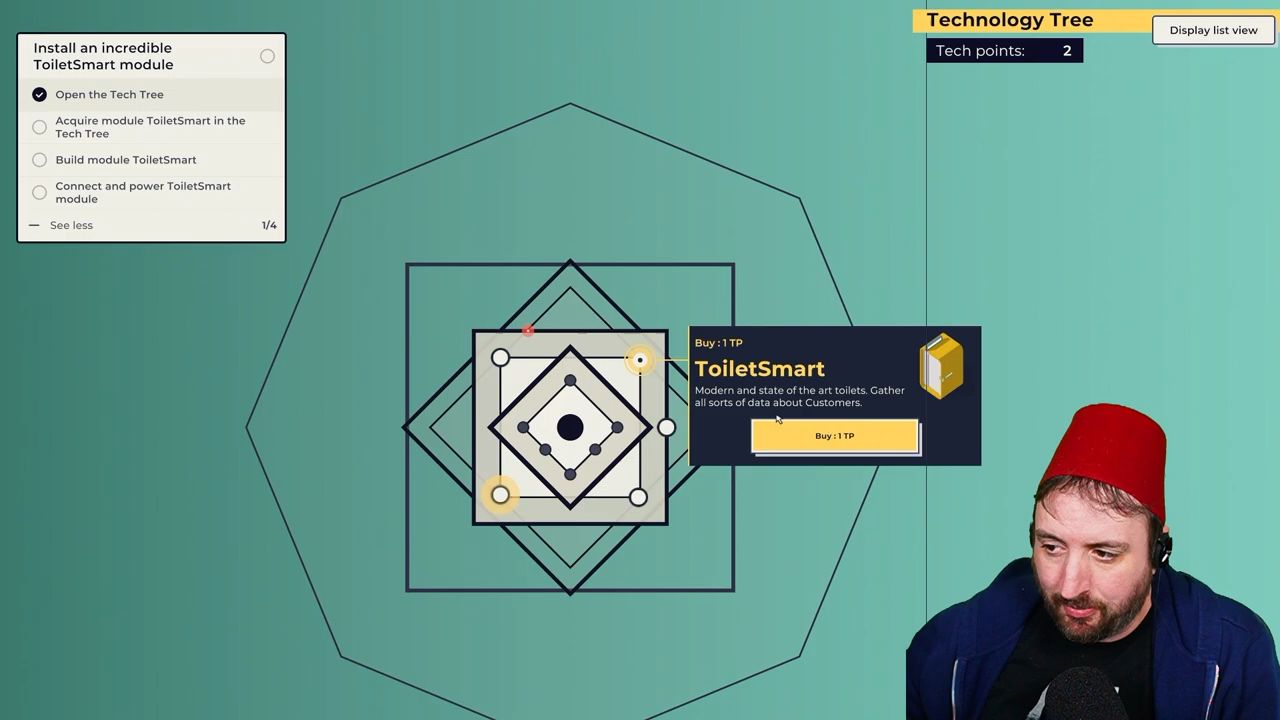 Install an incredible
ToiletSmart module
Open the Tech Tree
Acquire module ToiletSmart in the
Tech Tree
Build module ToiletSmart
Connect and power ToiletSmart
module
See less 1/4
Technology Tree
Display list view
Tech points: 2
Buy : 1 TP
ToiletSmart
Modern and state of the art toilets. Gather
all sorts of data about Customers.
Buy : 1 TP